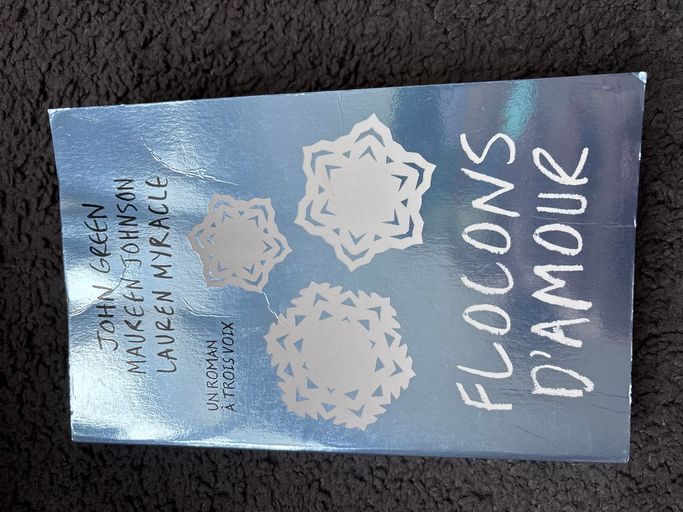 JOHN GREEN
MAUREEN JOHNSON
LAUREN MYRACLE
UN ROMAN
À TROIS VOIX
FLOCONS
D'AMOUR